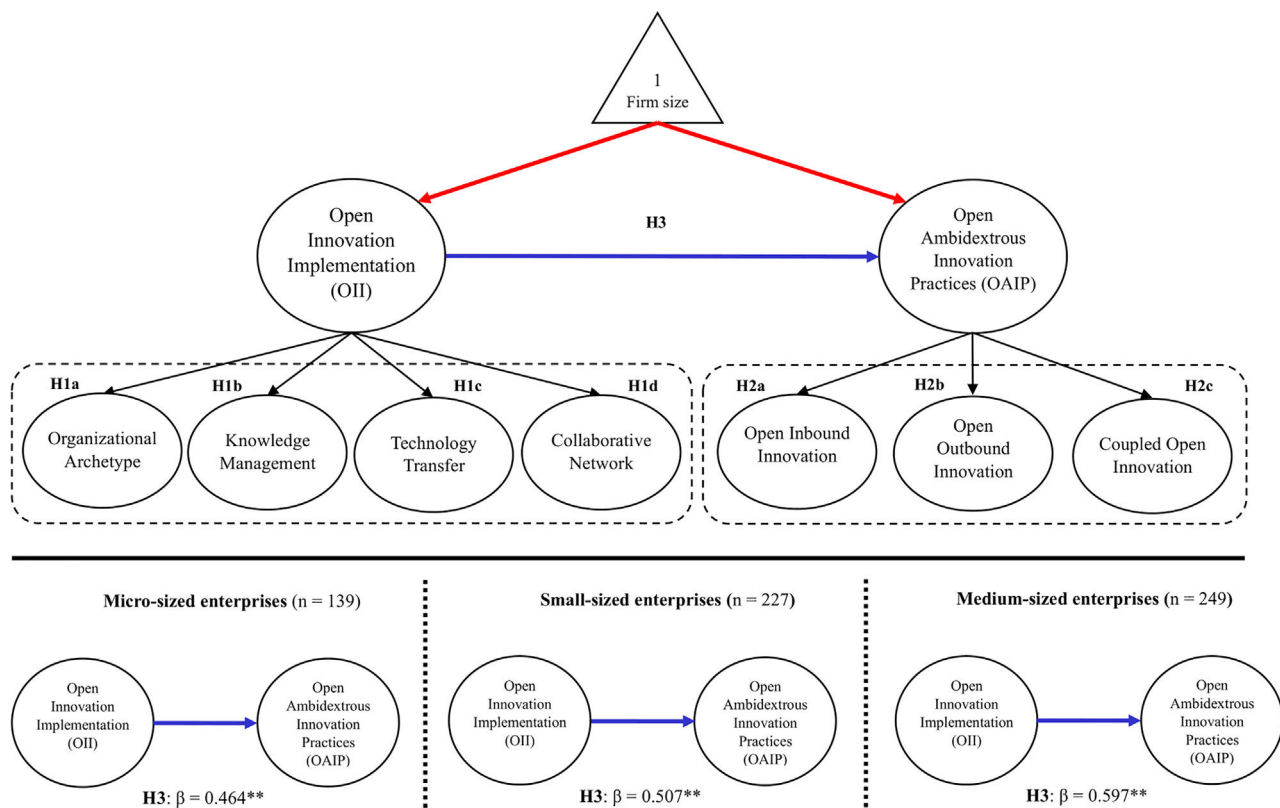 1
Firm size
Open
Innovation
Implementation
(OII)
H3
Open
Ambidextrous
Innovation
Practices (OAIP)
H1a
H1b
H1c
H1d
H2a
H2b
H2c
Organizational
Archetype
Knowledge
Management
Technology
Transfer
Collaborative
Network
Open Inbound
Innovation
Open
Outbound
Innovation
Coupled Open
Innovation
Micro-sized enterprises (n = 139)
Open
Innovation
Implementation
(OII)
Open
Ambidextrous
Innovation
Practices
(OAIP)
H3: β = 0.464**
Small-sized enterprises (n = 227)
Open
Innovation
Implementation
(OII)
Open
Ambidextrous
Innovation
Practices
(OAIP)
H3: β = 0.507**
Medium-sized enterprises (n = 249)
Open
Innovation
Implementation
(OII)
Open
Ambidextrous
Innovation
Practices
(OAIP)
H3: β = 0.597**